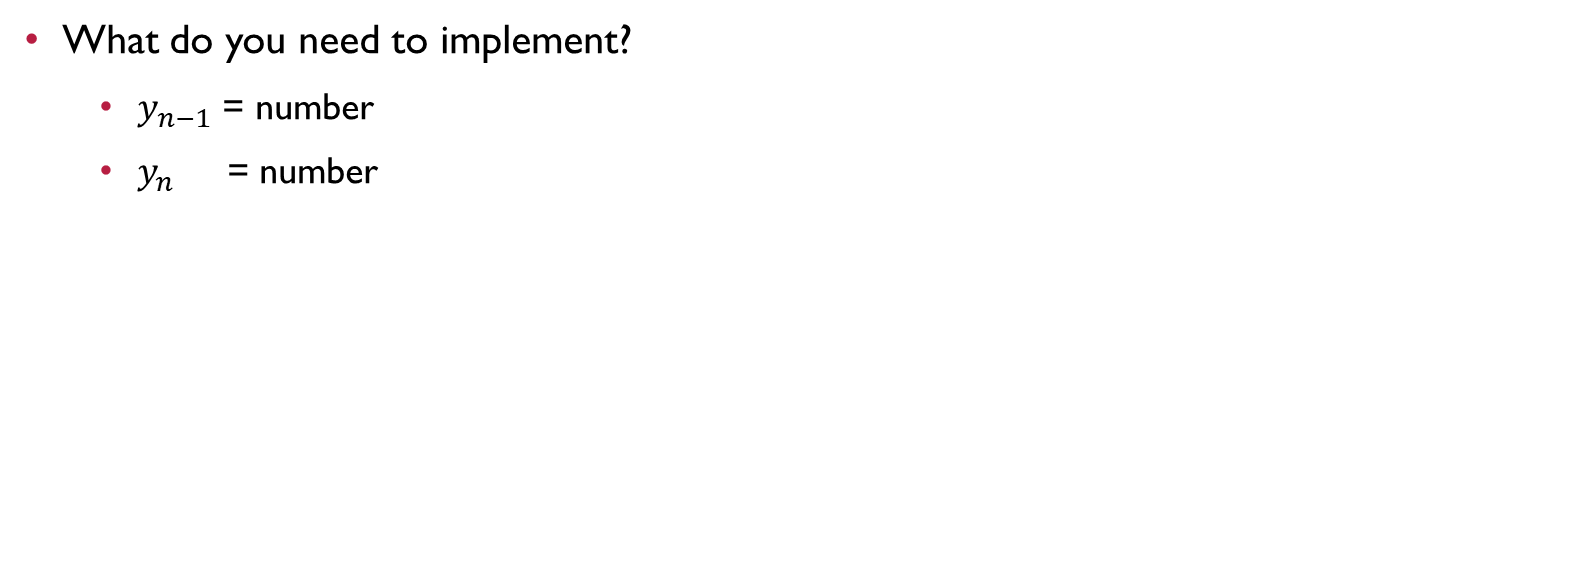 • What do you need to implement?
• yₙ₋₁ = number
• yₙ = number